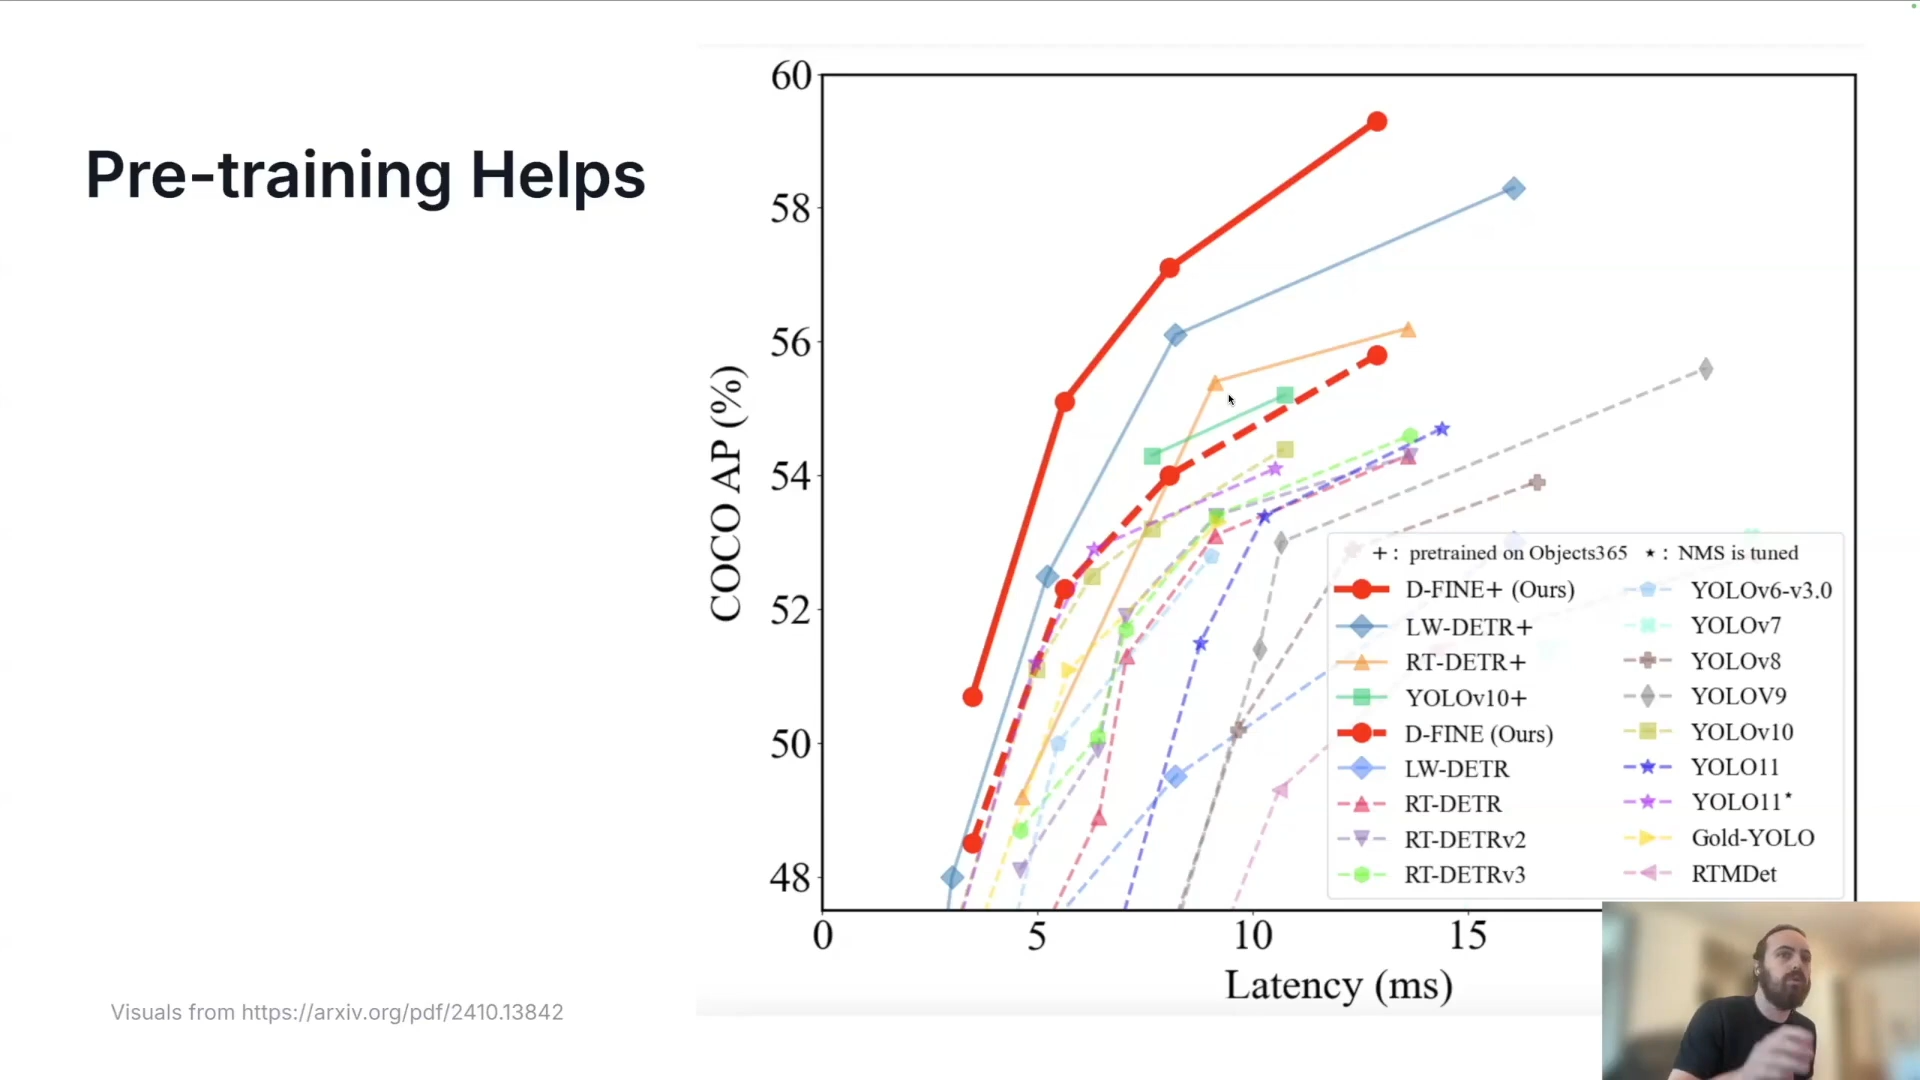 Pre-training Helps
60
58
56
54
52
50
48
COCO AP (%)
0
5
10
15
Latency (ms)
+ : pretrained on Objects365 ⋆ : NMS is tuned
D-FINE+ (Ours)
LW-DETR+
RT-DETR+
YOLOv10+
D-FINE (Ours)
LW-DETR
RT-DETR
RT-DETRv2
RT-DETRv3
YOLOv6-v3.0
YOLOv7
YOLOv8
YOLOV9
YOLOv10
YOLO11
YOLO11⋆
Gold-YOLO
RTMDet
Visuals from https://arxiv.org/pdf/2410.13842